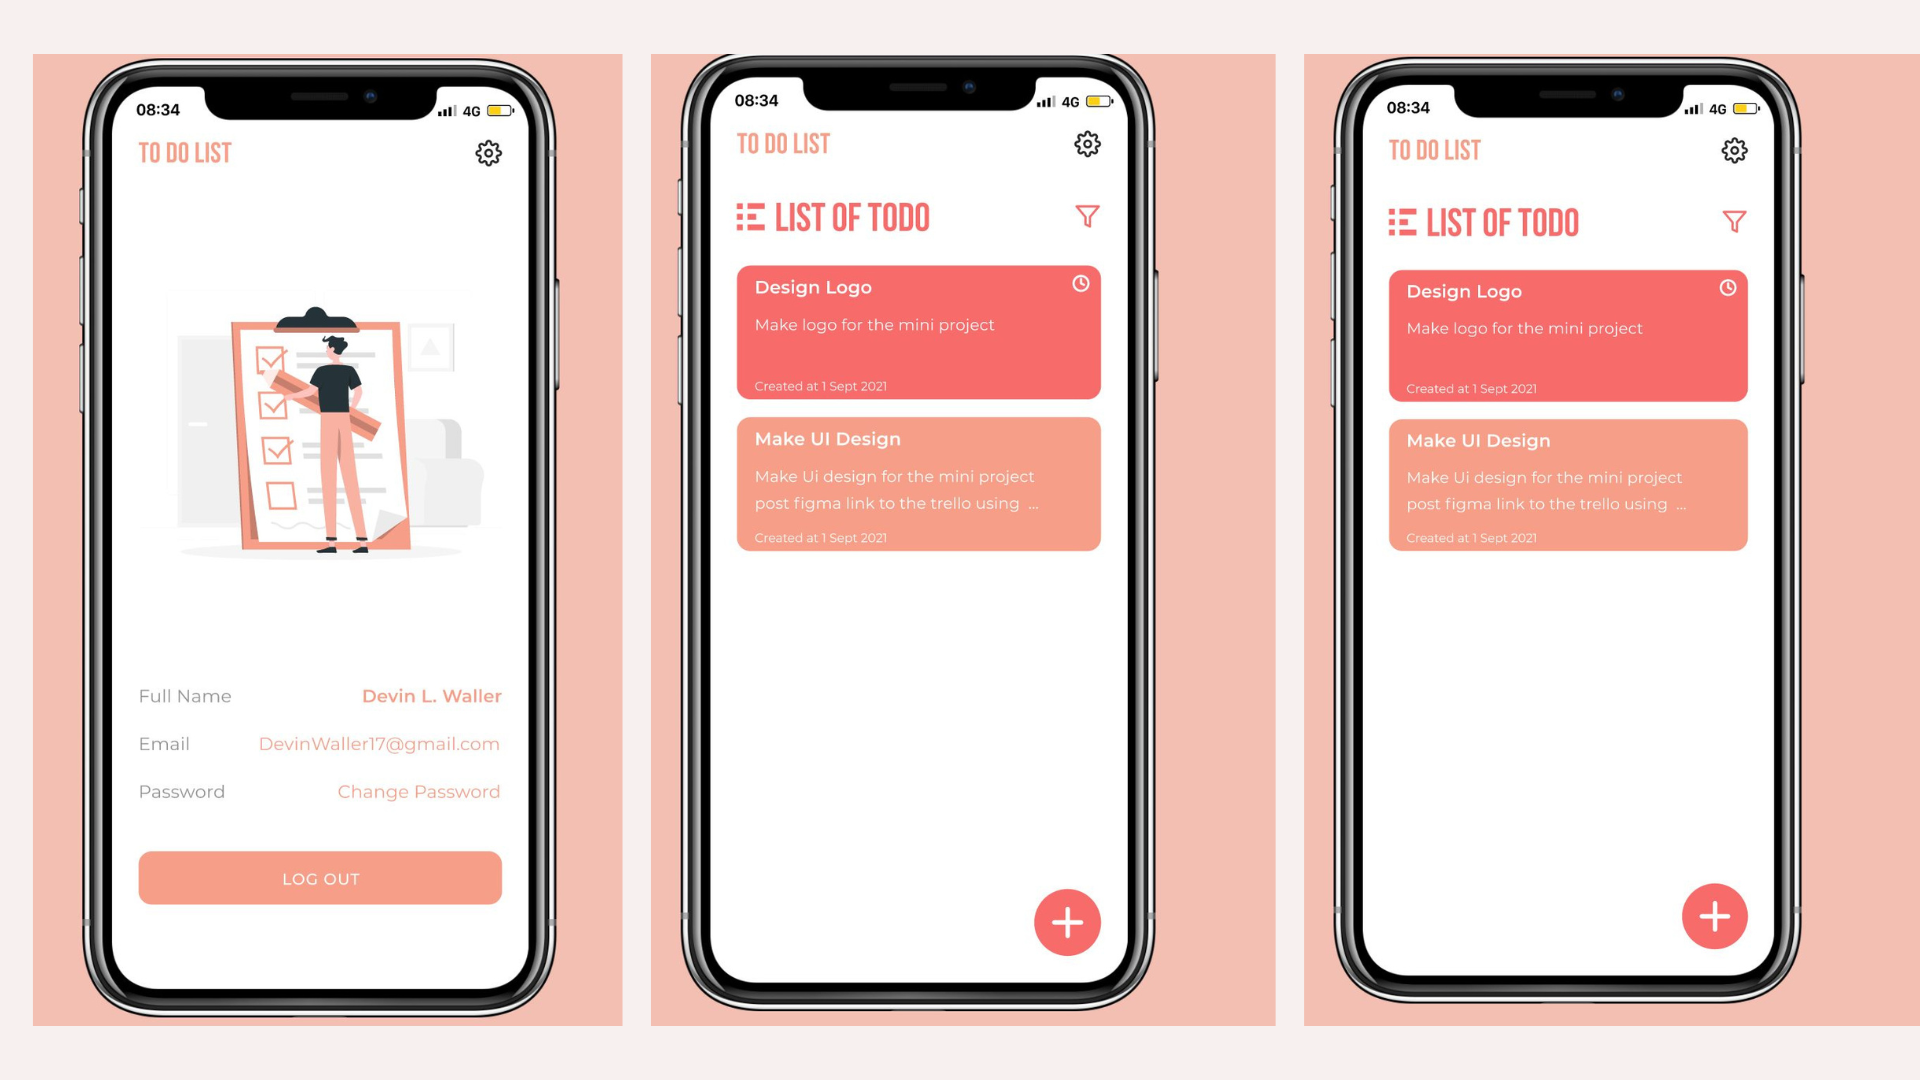 08:34
4G
TO DO LIST
Full Name
Devin L. Waller
Email
DevinWaller17@gmail.com
Password
Change Password
LOG OUT
08:34
4G
TO DO LIST
LIST OF TODO
Design Logo
Make logo for the mini project
Created at 1 Sept 2021
Make UI Design
Make Ui design for the mini project
post figma link to the trello using ...
Created at 1 Sept 2021
08:34
4G
TO DO LIST
LIST OF TODO
Design Logo
Make logo for the mini project
Created at 1 Sept 2021
Make UI Design
Make Ui design for the mini project
post figma link to the trello using ...
Created at 1 Sept 2021